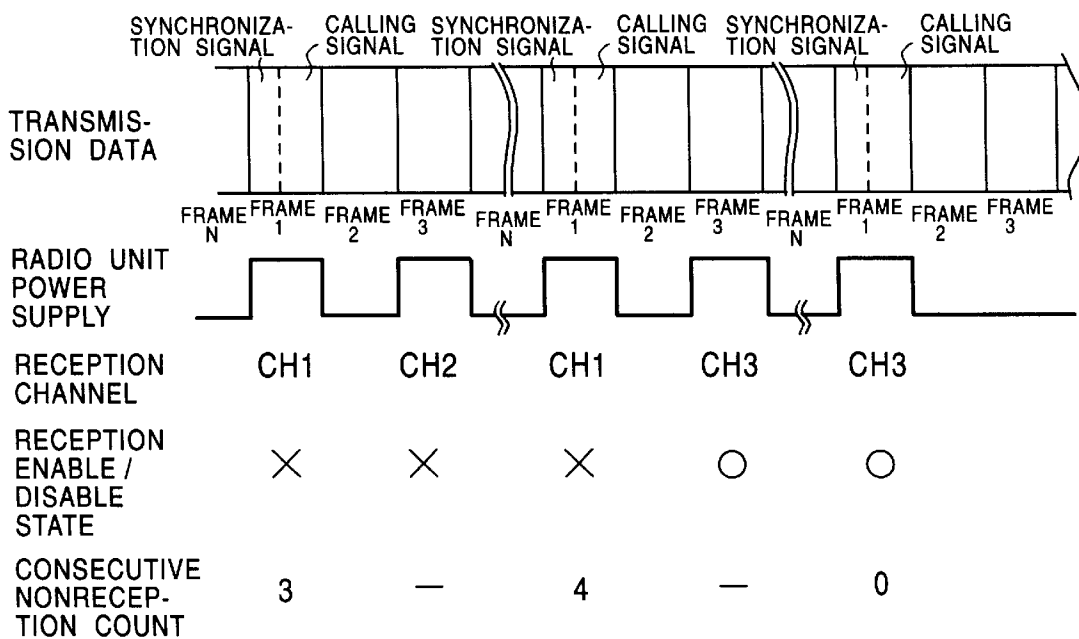 SYNCHRONIZA- CALLING SYNCHRONIZA- CALLING SYNCHRONIZA- CALLING
TION SIGNAL SIGNAL TION SIGNAL SIGNAL TION SIGNAL SIGNAL
TRANSMIS-
SION DATA
FRAME FRAME FRAME FRAME FRAME FRAME FRAME FRAME FRAME FRAME FRAME
N 1 2 3 N 1 2 3 N 1 2 3
RADIO UNIT
POWER
SUPPLY
RECEPTION
CHANNEL
CH1 CH2 CH1 CH3 CH3
RECEPTION
ENABLE /
DISABLE
STATE
× × × ○ ○
CONSECUTIVE
NONRECEP-
TION COUNT
3 — 4 — 0